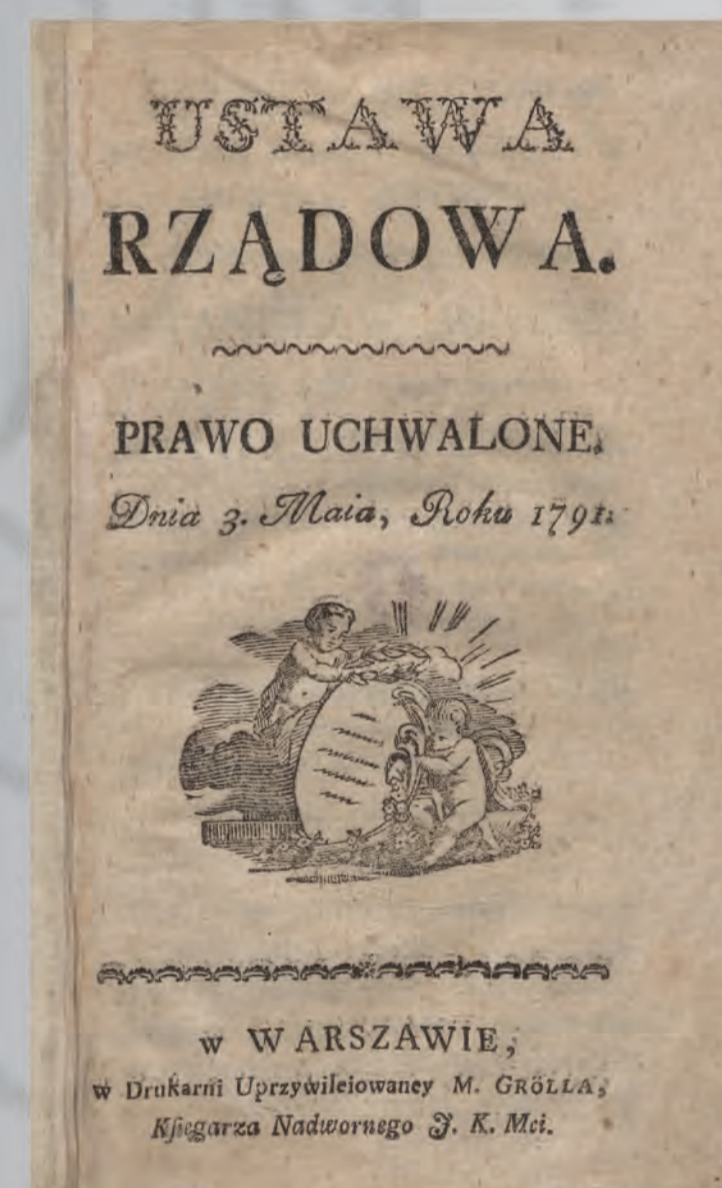 USTAWA
RZĄDOWA.
PRAWO UCHWALONE.
Dnia 3. Maia, Roku 1791.
w WARSZAWIE,
w Drukarni Uprzywileiowaney M. GRÖLLA,
Kſięgarza Nadwornego J. K. Mci.